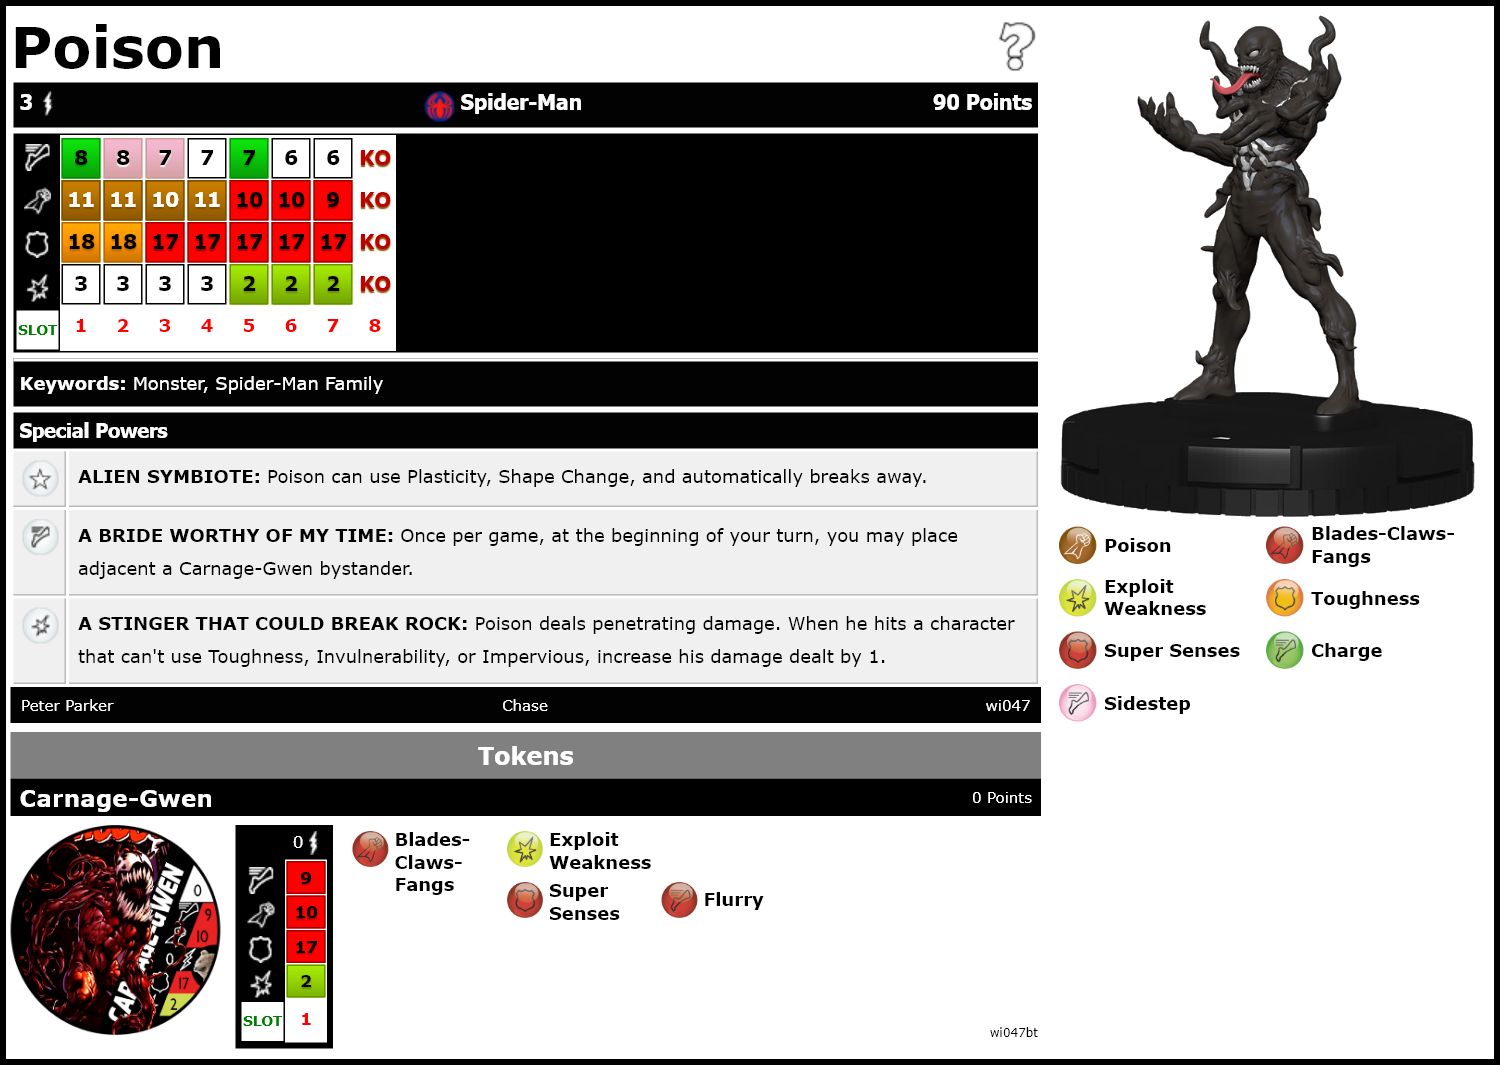 Poison
3 Spider-Man 90 Points
8 8 7 7 7 6 6 KO
11 11 10 11 10 10 9 KO
18 18 17 17 17 17 17 KO
3 3 3 3 2 2 2 KO
SLOT 1 2 3 4 5 6 7 8
Keywords: Monster, Spider-Man Family
Special Powers
ALIEN SYMBIOTE: Poison can use Plasticity, Shape Change, and automatically breaks away.
A BRIDE WORTHY OF MY TIME: Once per game, at the beginning of your turn, you may place
adjacent a Carnage-Gwen bystander.
A STINGER THAT COULD BREAK ROCK: Poison deals penetrating damage. When he hits a character
that can't use Toughness, Invulnerability, or Impervious, increase his damage dealt by 1.
Peter Parker Chase wi047
Poison
Blades-Claws-
Fangs
Exploit
Weakness
Toughness
Super Senses
Charge
Sidestep
Tokens
Carnage-Gwen 0 Points
0
9
10
0
17
2
0
9
10
17
2
SLOT 1
Blades-
Claws-
Fangs
Exploit
Weakness
Super
Senses
Flurry
wi047bt